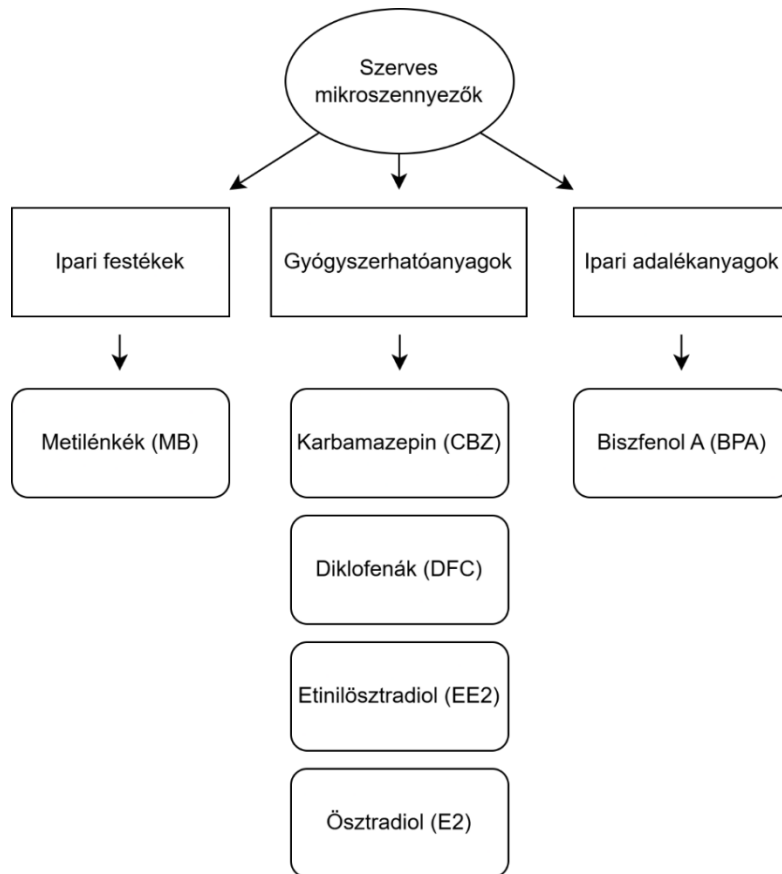 Szerves
mikroszennyezők
Ipari festékek
Gyógyszerhatóanyagok
Ipari adalékanyagok
Metilénkék (MB)
Karbamazepin (CBZ)
Biszfenol A (BPA)
Diklofenák (DFC)
Etinilösztradiol (EE2)
Ösztradiol (E2)